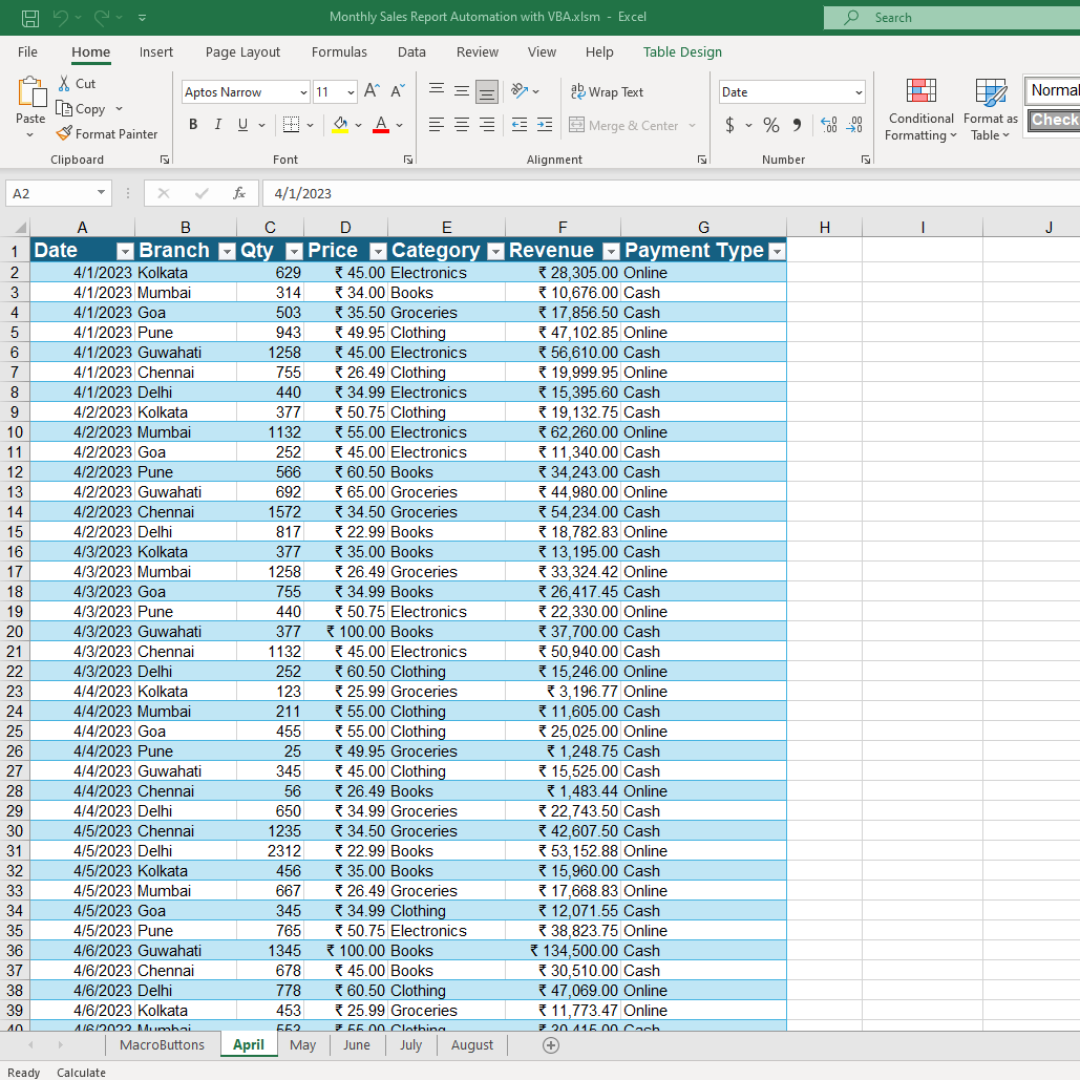 Monthly Sales Report Automation with VBA.xlsm - Excel
Search
File Home Insert Page Layout Formulas Data Review View Help Table Design
Cut
Copy
Format Painter
Paste
Clipboard
Aptos Narrow 11
B I U
Font
Wrap Text
Merge & Center
Alignment
Date
$ % 9
Number
Conditional Formatting
Format as Table
Normal
Check
A2 fx 4/1/2023
A B C D E F G H I J
1 Date Branch Qty Price Category Revenue Payment Type
2 4/1/2023 Kolkata 629 ₹ 45.00 Electronics ₹ 28,305.00 Online
3 4/1/2023 Mumbai 314 ₹ 34.00 Books ₹ 10,676.00 Cash
4 4/1/2023 Goa 503 ₹ 35.50 Groceries ₹ 17,856.50 Cash
5 4/1/2023 Pune 943 ₹ 49.95 Clothing ₹ 47,102.85 Online
6 4/1/2023 Guwahati 1258 ₹ 45.00 Electronics ₹ 56,610.00 Cash
7 4/1/2023 Chennai 755 ₹ 26.49 Clothing ₹ 19,999.95 Online
8 4/1/2023 Delhi 440 ₹ 34.99 Electronics ₹ 15,395.60 Cash
9 4/2/2023 Kolkata 377 ₹ 50.75 Clothing ₹ 19,132.75 Cash
10 4/2/2023 Mumbai 1132 ₹ 55.00 Electronics ₹ 62,260.00 Online
11 4/2/2023 Goa 252 ₹ 45.00 Electronics ₹ 11,340.00 Cash
12 4/2/2023 Pune 566 ₹ 60.50 Books ₹ 34,243.00 Cash
13 4/2/2023 Guwahati 692 ₹ 65.00 Groceries ₹ 44,980.00 Online
14 4/2/2023 Chennai 1572 ₹ 34.50 Groceries ₹ 54,234.00 Cash
15 4/2/2023 Delhi 817 ₹ 22.99 Books ₹ 18,782.83 Online
16 4/3/2023 Kolkata 377 ₹ 35.00 Books ₹ 13,195.00 Cash
17 4/3/2023 Mumbai 1258 ₹ 26.49 Groceries ₹ 33,324.42 Online
18 4/3/2023 Goa 755 ₹ 34.99 Books ₹ 26,417.45 Cash
19 4/3/2023 Pune 440 ₹ 50.75 Electronics ₹ 22,330.00 Online
20 4/3/2023 Guwahati 377 ₹ 100.00 Books ₹ 37,700.00 Cash
21 4/3/2023 Chennai 1132 ₹ 45.00 Electronics ₹ 50,940.00 Cash
22 4/3/2023 Delhi 252 ₹ 60.50 Clothing ₹ 15,246.00 Online
23 4/4/2023 Kolkata 123 ₹ 25.99 Groceries ₹ 3,196.77 Online
24 4/4/2023 Mumbai 211 ₹ 55.00 Clothing ₹ 11,605.00 Cash
25 4/4/2023 Goa 455 ₹ 55.00 Clothing ₹ 25,025.00 Online
26 4/4/2023 Pune 25 ₹ 49.95 Groceries ₹ 1,248.75 Cash
27 4/4/2023 Guwahati 345 ₹ 45.00 Clothing ₹ 15,525.00 Cash
28 4/4/2023 Chennai 56 ₹ 26.49 Books ₹ 1,483.44 Online
29 4/4/2023 Delhi 650 ₹ 34.99 Groceries ₹ 22,743.50 Cash
30 4/5/2023 Chennai 1235 ₹ 34.50 Groceries ₹ 42,607.50 Cash
31 4/5/2023 Delhi 2312 ₹ 22.99 Books ₹ 53,152.88 Online
32 4/5/2023 Kolkata 456 ₹ 35.00 Books ₹ 15,960.00 Cash
33 4/5/2023 Mumbai 667 ₹ 26.49 Groceries ₹ 17,668.83 Online
34 4/5/2023 Goa 345 ₹ 34.99 Clothing ₹ 12,071.55 Cash
35 4/5/2023 Pune 765 ₹ 50.75 Electronics ₹ 38,823.75 Online
36 4/6/2023 Guwahati 1345 ₹ 100.00 Books ₹ 134,500.00 Cash
37 4/6/2023 Chennai 678 ₹ 45.00 Books ₹ 30,510.00 Cash
38 4/6/2023 Delhi 778 ₹ 60.50 Clothing ₹ 47,069.00 Online
39 4/6/2023 Kolkata 453 ₹ 25.99 Groceries ₹ 11,773.47 Online
40 4/6/2023 Mumbai 553 ₹ 55.00 Clothing ₹ 30,415.00 Cash
MacroButtons April May June July August
Ready Calculate